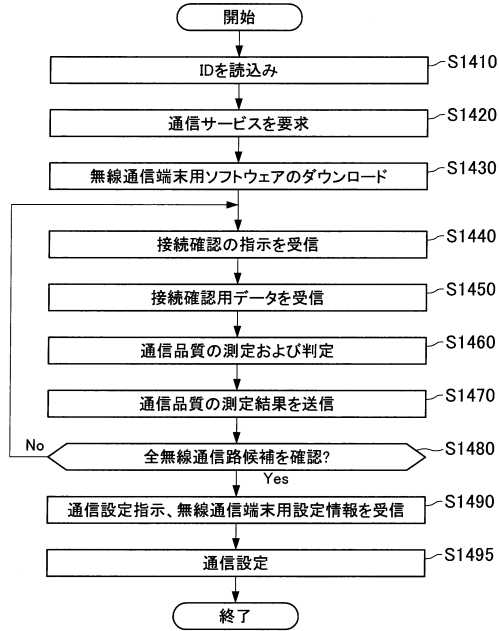 開始
IDを読込み
S1410
通信サービスを要求
S1420
無線通信端末用ソフトウェアのダウンロード
S1430
接続確認の指示を受信
S1440
接続確認用データを受信
S1450
通信品質の測定および判定
S1460
通信品質の測定結果を送信
S1470
No
全無線通信路候補を確認?
S1480
Yes
通信設定指示、無線通信端末用設定情報を受信
S1490
通信設定
S1495
終了